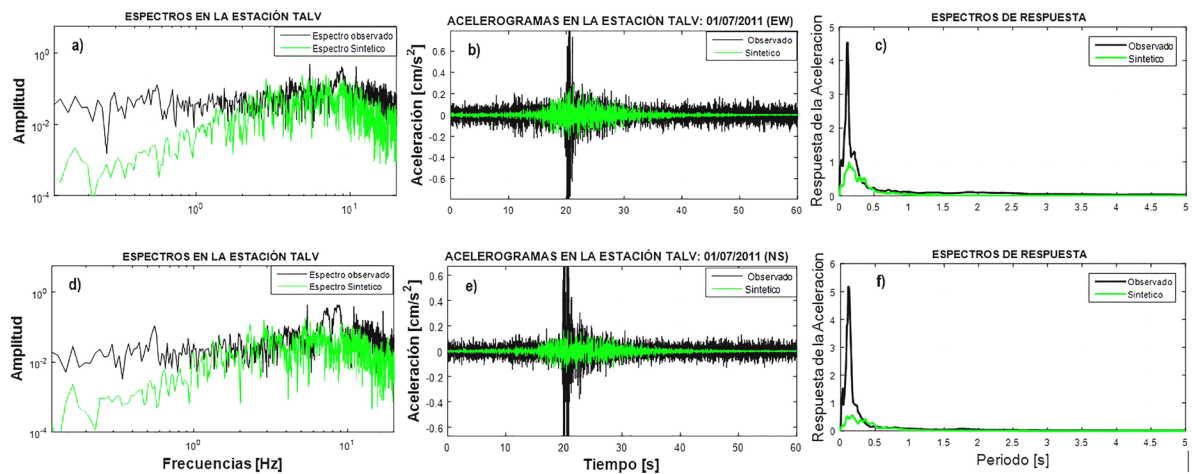 ESPECTROS EN LA ESTACIÓN TALV
a)
Espectro observado
Espectro Sintetico
Amplitud
10^0
10^-2
10^-4
10^0
10^1
ACELEROGRAMAS EN LA ESTACIÓN TALV: 01/07/2011 (EW)
b)
Observado
Sintético
Aceleración [cm/s^2]
0.8
0.6
0.4
0.2
0
-0.2
-0.4
-0.6
0
10
20
30
40
50
60
ESPECTROS DE RESPUESTA
c)
Observado
Sintético
Respuesta de la Aceleracion
5
4
3
2
1
0
0
0.5
1
1.5
2
2.5
3
3.5
4
4.5
5
ESPECTROS EN LA ESTACIÓN TALV
d)
Espectro observado
Espectro Sintetico
Amplitud
10^0
10^-2
10^-4
10^0
10^1
Frecuencias [Hz]
ACELEROGRAMAS EN LA ESTACIÓN TALV: 01/07/2011 (NS)
e)
Observado
Sintetico
Aceleración [cm/s^2]
0.6
0.4
0.2
0
-0.2
-0.4
-0.6
0
10
20
30
40
50
60
Tiempo [s]
ESPECTROS DE RESPUESTA
f)
Observado
Sintetico
Respuesta de la Aceleracion
6
5
4
3
2
1
0
0
0.5
1
1.5
2
2.5
3
3.5
4
4.5
5
Periodo [s]